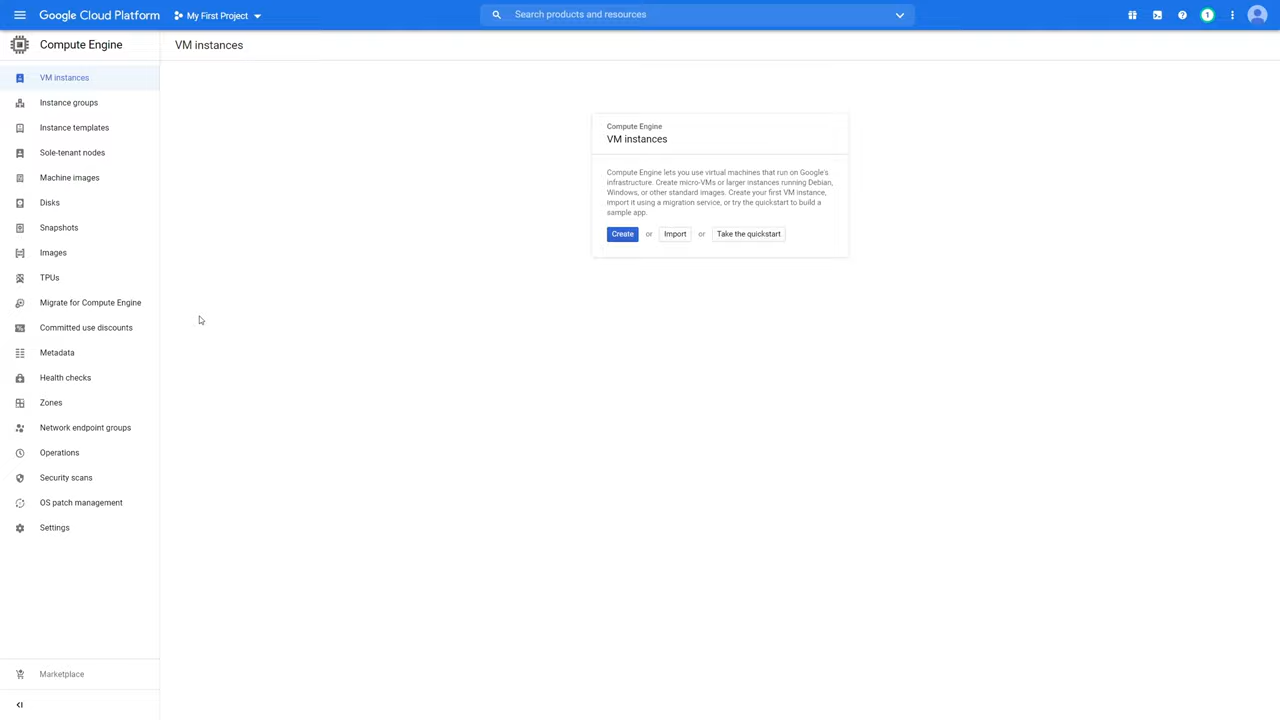 Google Cloud Platform
My First Project
Search products and resources
1
Compute Engine
VM instances
VM instances
Instance groups
Instance templates
Sole-tenant nodes
Machine images
Disks
Snapshots
Images
TPUs
Migrate for Compute Engine
Committed use discounts
Metadata
Health checks
Zones
Network endpoint groups
Operations
Security scans
OS patch management
Settings
Marketplace
Compute Engine
VM instances
Compute Engine lets you use virtual machines that run on Google's
infrastructure. Create micro-VMs or larger instances running Debian,
Windows, or other standard images. Create your first VM instance,
import it using a migration service, or try the quickstart to build a
sample app.
Create or Import or Take the quickstart